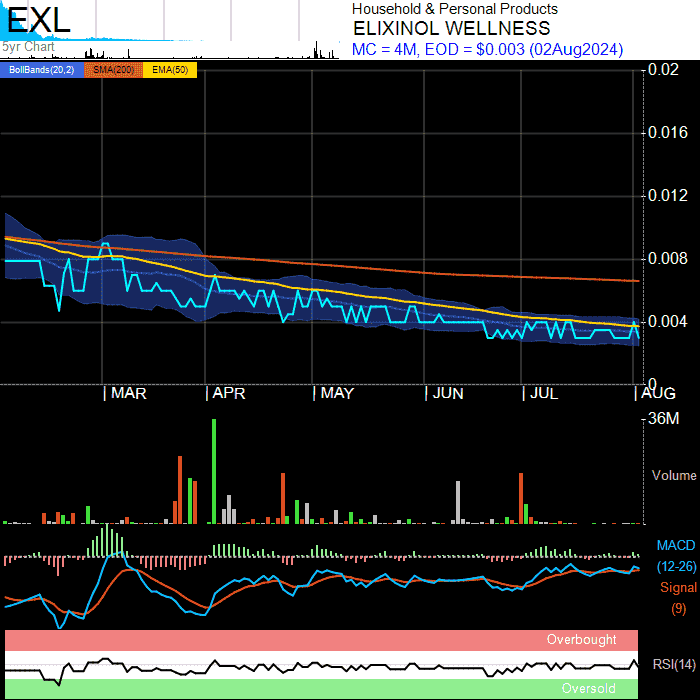 EXL
Household & Personal Products
ELIXINOL WELLNESS
MC = 4M, EOD = $0.003 (02Aug2024)
5yr Chart
BollBands(20,2) SMA(200) EMA(50)
0.02
0.016
0.012
0.008
0.004
0
MAR APR MAY JUN JUL AUG
36M
Volume
MACD
(12-26)
Signal
(9)
Overbought
RSI(14)
Oversold